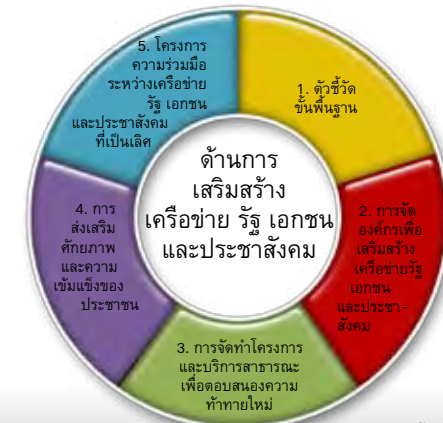 ด้านการ
เสริมสร้าง
เครือข่าย รัฐ เอกชน
และประชาสังคม
1. ตัวชี้วัด
ขั้นพื้นฐาน
2. การจัด
องค์กรเพื่อ
เสริมสร้าง
เครือข่ายรัฐ
เอกชน
และประชา-
สังคม
3. การจัดทำโครงการ
และบริการสาธารณะ
เพื่อตอบสนองความ
ท้าทายใหม่
4. การ
ส่งเสริม
ศักยภาพ
และความ
เข้มแข็งของ
ประชาชน
5. โครงการ
ความร่วมมือ
ระหว่างเครือข่าย
รัฐ เอกชน
และประชาสังคม
ที่เป็นเลิศ